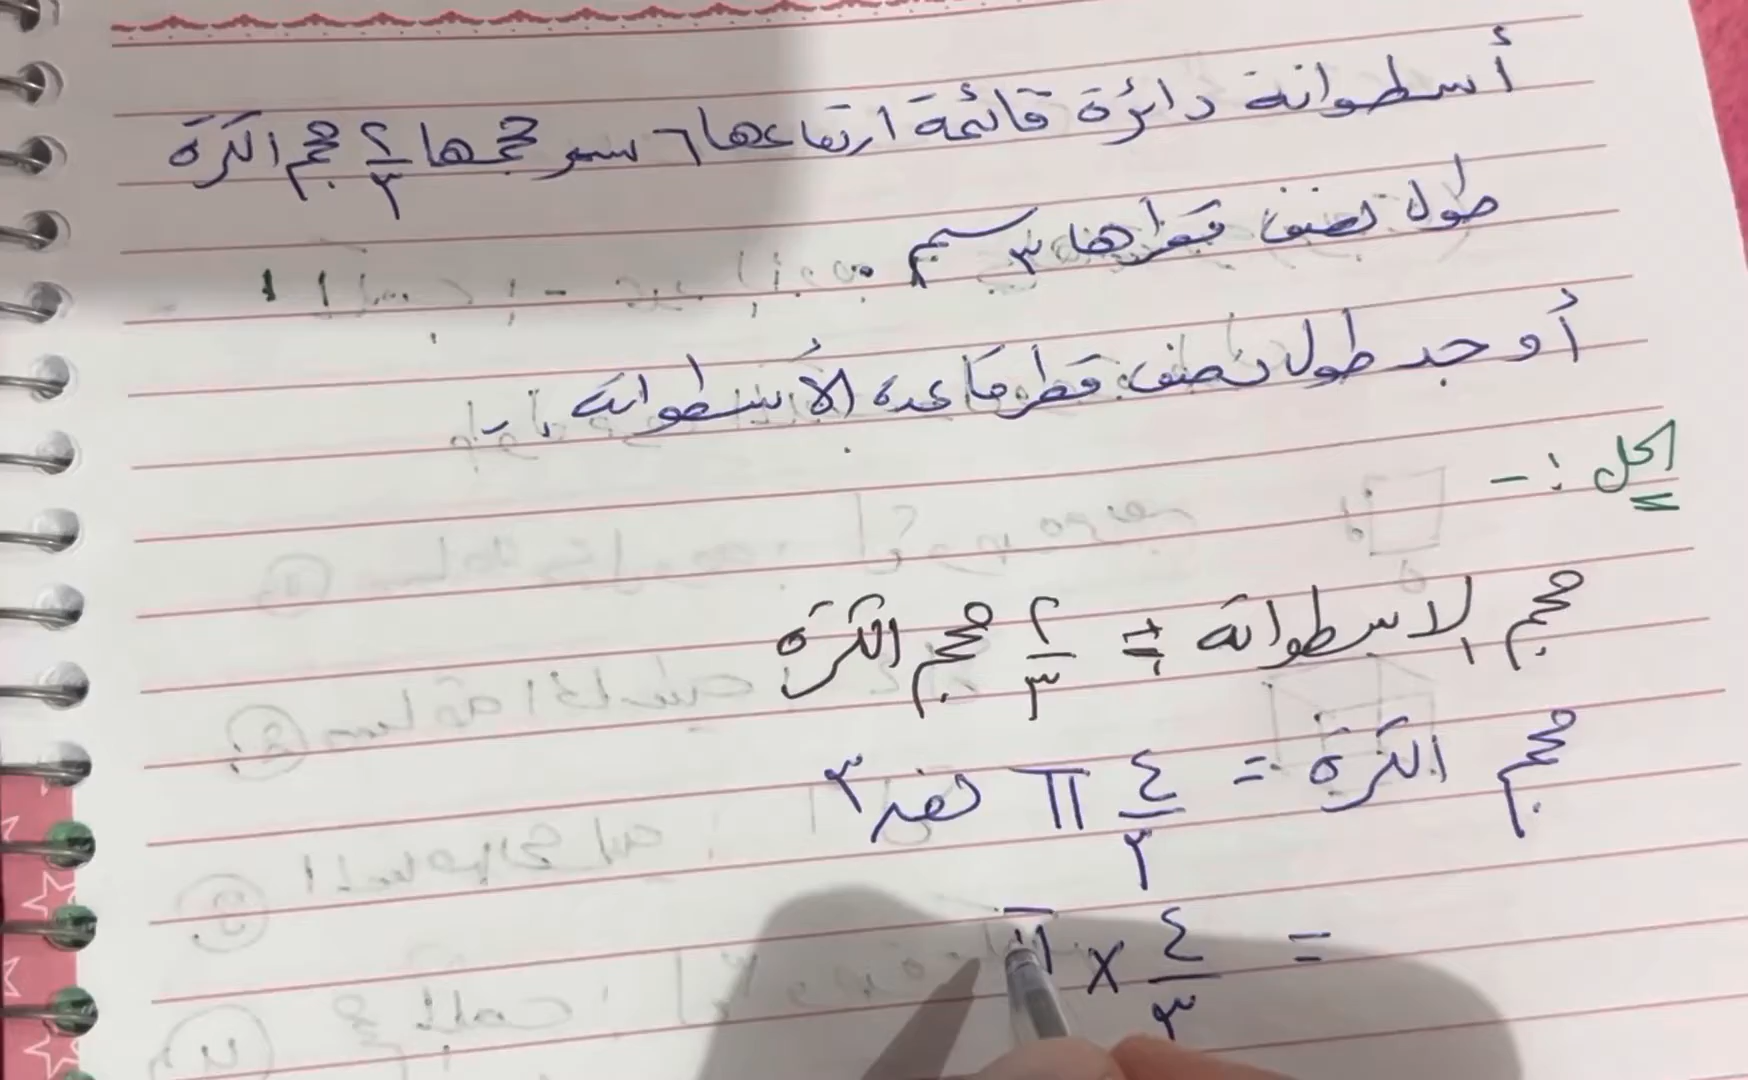 أسطوانة دائرة قائمة ارتفاعها ٦ سم وحجمها ٢/٣ حجم الكرة
طول نصف قطرها ٣ سم
أوجد طول نصف قطر قاعدة الأسطوانة
الحل :-
حجم الاسطوانة = ٢/٣ حجم الكرة
حجم الكرة = ٤/٣ π نق٣
= ٤/٣ × π